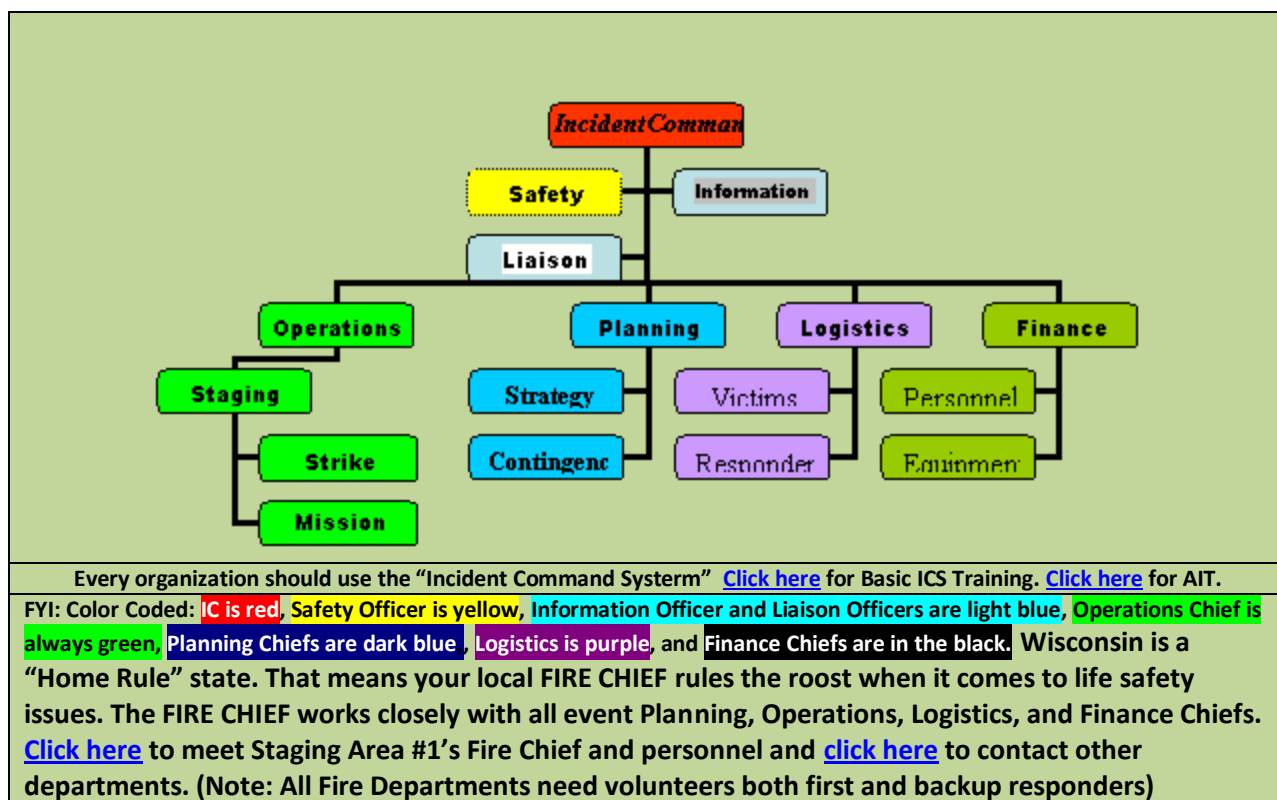 IncidentComman
Safety
Information
Liaison
Operations
Planning
Logistics
Finance
Staging
Strategy
Victims
Personnel
Strike
Contingenc
Responder
Equipmen
Mission
Every organization should use the “Incident Command Systerm” Click here for Basic ICS Training. Click here for AIT.
FYI: Color Coded: IC is red, Safety Officer is yellow, Information Officer and Liaison Officers are light blue, Operations Chief is
always green, Planning Chiefs are dark blue, , Logistics is purple, and Finance Chiefs are in the black. Wisconsin is a
“Home Rule” state. That means your local FIRE CHIEF rules the roost when it comes to life safety
issues. The FIRE CHIEF works closely with all event Planning, Operations, Logistics, and Finance Chiefs.
Click here to meet Staging Area #1’s Fire Chief and personnel and click here to contact other
departments. (Note: All Fire Departments need volunteers both first and backup responders)